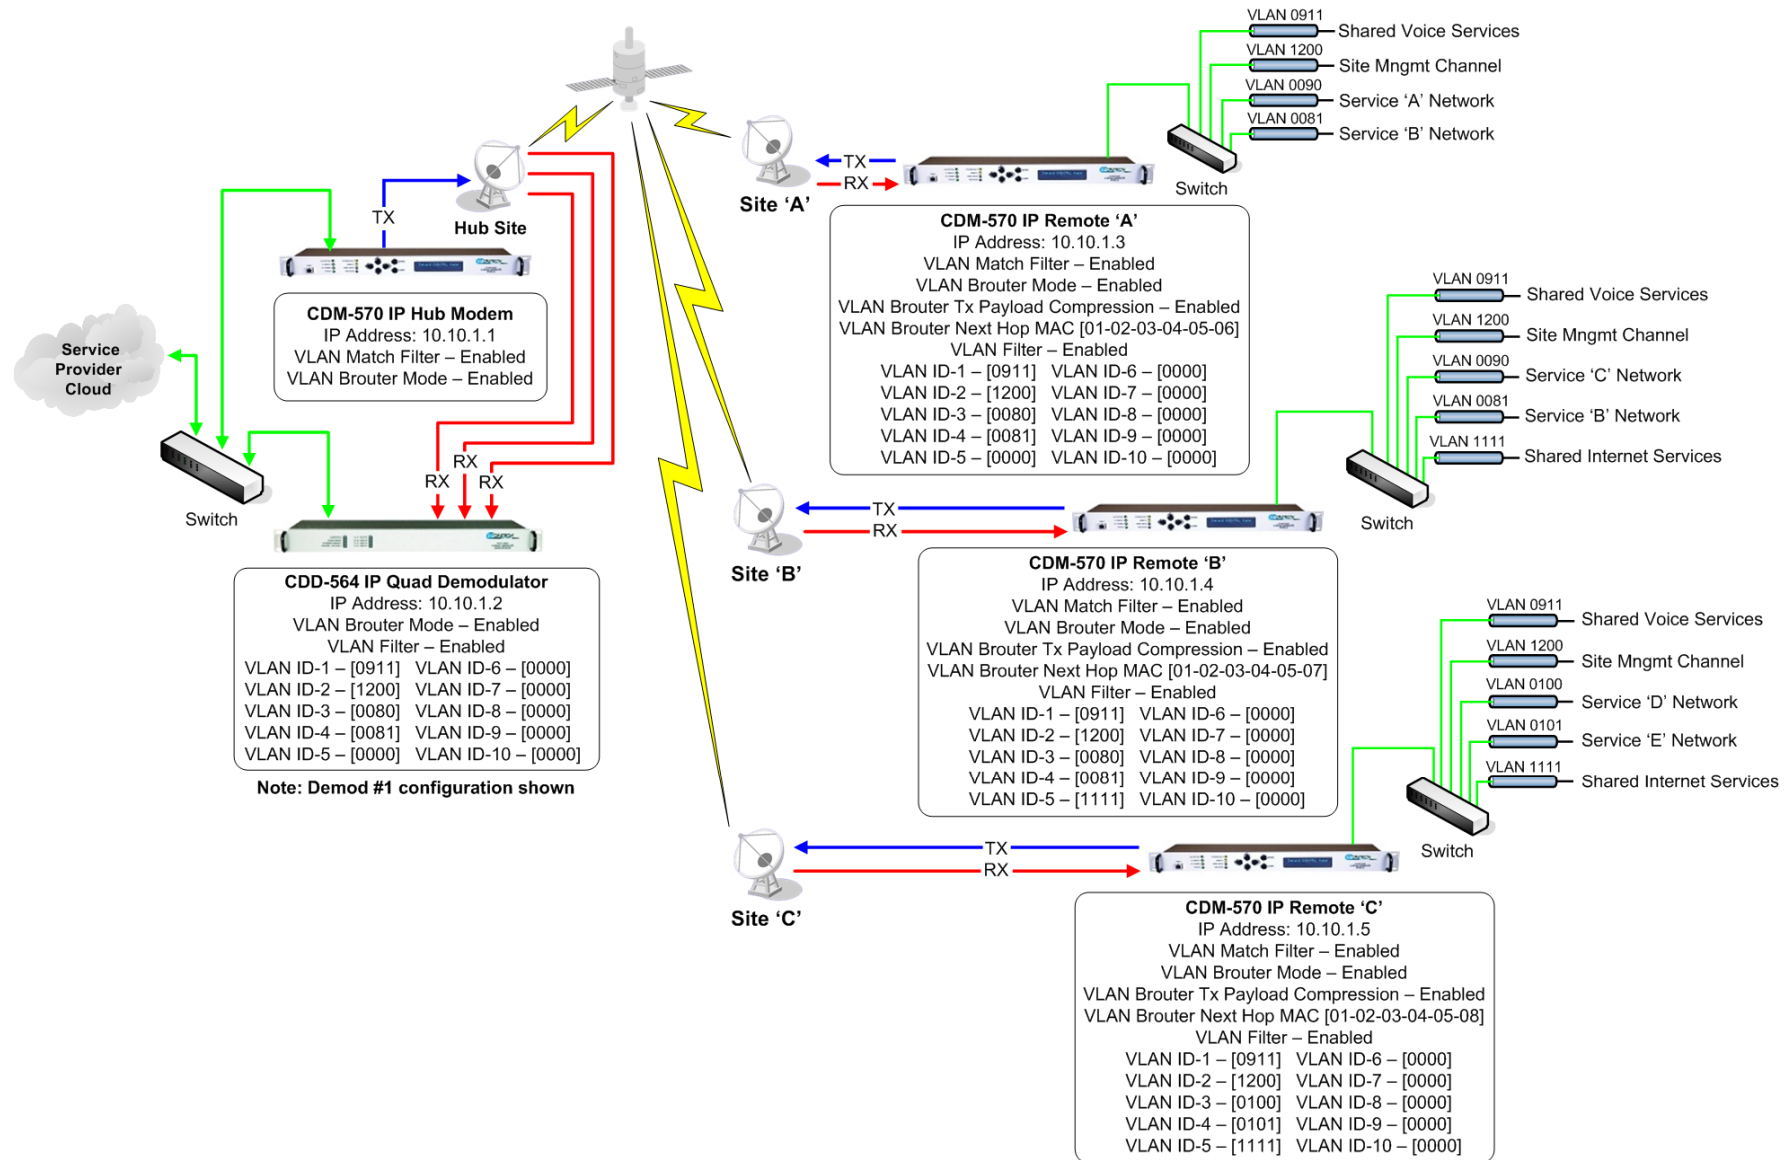 VLAN 0911
Shared Voice Services
VLAN 1200
Site Mngmt Channel
VLAN 0090
Service ‘A’ Network
VLAN 0081
Service ‘B’ Network
Switch
TX
RX
Site ‘A’
TX
Hub Site
CDM-570 IP Remote ‘A’
IP Address: 10.10.1.3
VLAN Match Filter – Enabled
VLAN Brouter Mode – Enabled
VLAN Brouter Tx Payload Compression – Enabled
VLAN Brouter Next Hop MAC [01-02-03-04-05-06]
VLAN Filter – Enabled
VLAN ID-1 – [0911] VLAN ID-6 – [0000]
VLAN ID-2 – [1200] VLAN ID-7 – [0000]
VLAN ID-3 – [0080] VLAN ID-8 – [0000]
VLAN ID-4 – [0081] VLAN ID-9 – [0000]
VLAN ID-5 – [0000] VLAN ID-10 – [0000]
CDM-570 IP Hub Modem
IP Address: 10.10.1.1
VLAN Match Filter – Enabled
VLAN Brouter Mode – Enabled
Service
Provider
Cloud
Switch
RX
RX
RX
CDD-564 IP Quad Demodulator
IP Address: 10.10.1.2
VLAN Brouter Mode – Enabled
VLAN Filter – Enabled
VLAN ID-1 – [0911] VLAN ID-6 – [0000]
VLAN ID-2 – [1200] VLAN ID-7 – [0000]
VLAN ID-3 – [0080] VLAN ID-8 – [0000]
VLAN ID-4 – [0081] VLAN ID-9 – [0000]
VLAN ID-5 – [0000] VLAN ID-10 – [0000]
Note: Demod #1 configuration shown
VLAN 0911
Shared Voice Services
VLAN 1200
Site Mngmt Channel
VLAN 0090
Service ‘C’ Network
VLAN 0081
Service ‘B’ Network
VLAN 1111
Shared Internet Services
Switch
TX
RX
Site ‘B’
CDM-570 IP Remote ‘B’
IP Address: 10.10.1.4
VLAN Match Filter – Enabled
VLAN Brouter Mode – Enabled
VLAN Brouter Tx Payload Compression – Enabled
VLAN Brouter Next Hop MAC [01-02-03-04-05-07]
VLAN Filter – Enabled
VLAN ID-1 – [0911] VLAN ID-6 – [0000]
VLAN ID-2 – [1200] VLAN ID-7 – [0000]
VLAN ID-3 – [0080] VLAN ID-8 – [0000]
VLAN ID-4 – [0081] VLAN ID-9 – [0000]
VLAN ID-5 – [1111] VLAN ID-10 – [0000]
VLAN 0911
Shared Voice Services
VLAN 1200
Site Mngmt Channel
VLAN 0100
Service ‘D’ Network
VLAN 0101
Service ‘E’ Network
VLAN 1111
Shared Internet Services
Switch
TX
RX
Site ‘C’
CDM-570 IP Remote ‘C’
IP Address: 10.10.1.5
VLAN Match Filter – Enabled
VLAN Brouter Mode – Enabled
VLAN Brouter Tx Payload Compression – Enabled
VLAN Brouter Next Hop MAC [01-02-03-04-05-08]
VLAN Filter – Enabled
VLAN ID-1 – [0911] VLAN ID-6 – [0000]
VLAN ID-2 – [1200] VLAN ID-7 – [0000]
VLAN ID-3 – [0100] VLAN ID-8 – [0000]
VLAN ID-4 – [0101] VLAN ID-9 – [0000]
VLAN ID-5 – [1111] VLAN ID-10 – [0000]